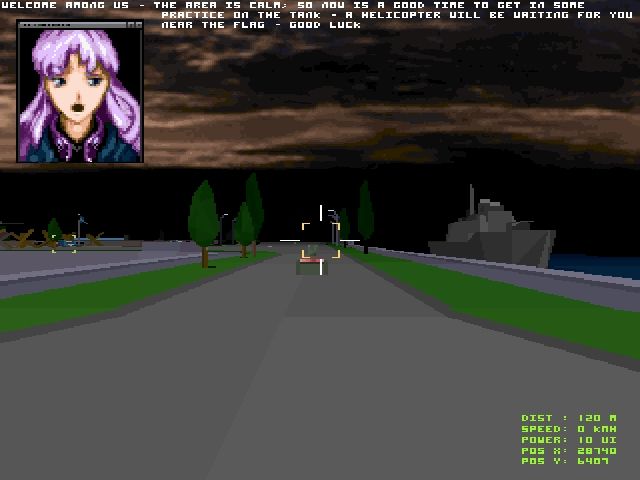 WELCOME AMONG US - THE AREA IS CALM; SO NOW IS A GOOD TIME TO GET IN SOME
PRACTICE ON THE TANK - A HELICOPTER WILL BE WAITING FOR YOU
NEAR THE FLAG - GOOD LUCK
DIST : 120 M
SPEED: 0 KMH
POWER: 10 UI
POS X: 28740
POS Y: 6407